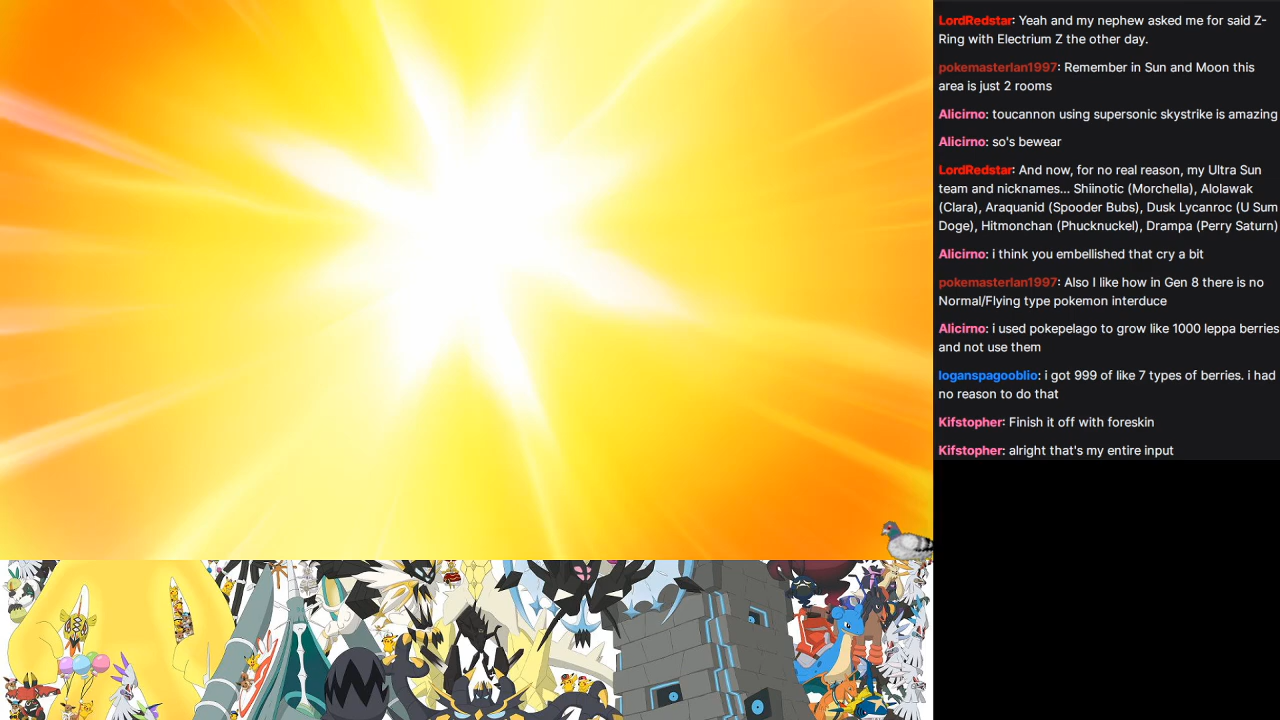 LordRedstar: Yeah and my nephew asked me for said Z-
Ring with Electrium Z the other day.
pokemasterIan1997: Remember in Sun and Moon this
area is just 2 rooms
Alicirno: toucannon using supersonic skystrike is amazing
Alicirno: so's bewear
LordRedstar: And now, for no real reason, my Ultra Sun
team and nicknames... Shiinotic (Morchella), Alolawak
(Clara), Araquanid (Spooder Bubs), Dusk Lycanroc (U Sum
Doge), Hitmonchan (Phucknuckel), Drampa (Perry Saturn)
Alicirno: i think you embellished that cry a bit
pokemasterIan1997: Also I like how in Gen 8 there is no
Normal/Flying type pokemon interduce
Alicirno: i used pokepelago to grow like 1000 leppa berries
and not use them
loganspagooblio: i got 999 of like 7 types of berries. i had
no reason to do that
Kifstopher: Finish it off with foreskin
Kifstopher: alright that's my entire input